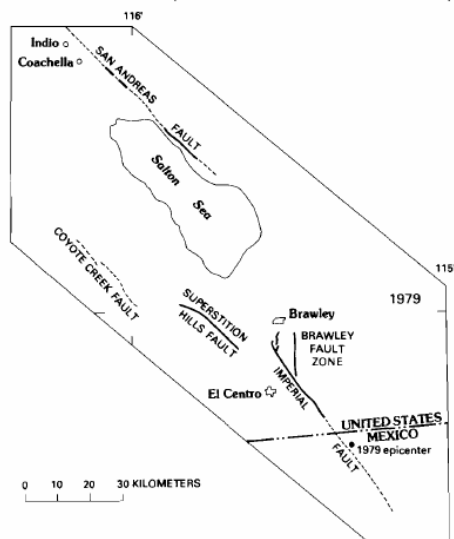 116'
Indio
Coachella
SAN ANDREAS
FAULT
Salton
Sea
COYOTE CREEK FAULT
115'
1979
SUPERSTITION
HILLS FAULT
Brawley
BRAWLEY
FAULT
ZONE
IMPERIAL
El Centro
UNITED STATES
MEXICO
1979 epicenter
FAULT
0 10 20 30 KILOMETERS